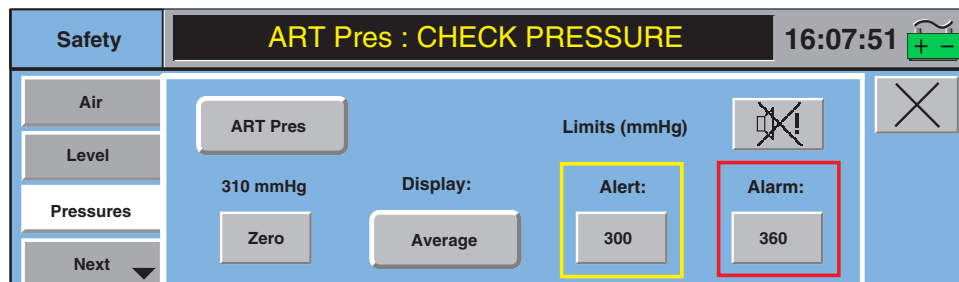 Safety
ART Pres : CHECK PRESSURE
16:07:51
+ −
Air
Level
Pressures
Next
ART Pres
Limits (mmHg)
!
310 mmHg
Display:
Alert:
Alarm:
Zero
Average
300
360